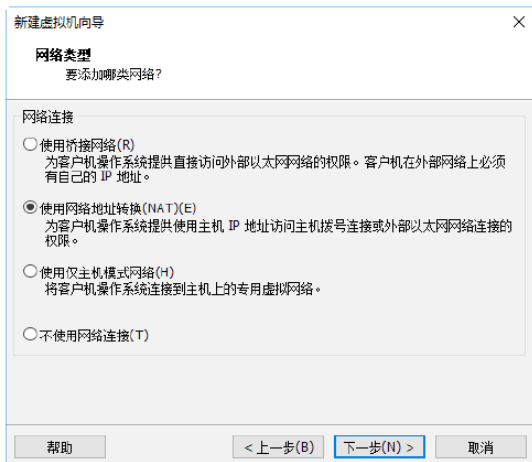 新建虚拟机向导
网络类型
要添加哪类网络?
网络连接
使用桥接网络(R)
为客户机操作系统提供直接访问外部以太网网络的权限。客户机在外部网络上必须
有自己的 IP 地址。
使用网络地址转换(NAT)(E)
为客户机操作系统提供使用主机 IP 地址访问主机拨号连接或外部以太网网络连接的
权限。
使用仅主机模式网络(H)
将客户机操作系统连接到主机上的专用虚拟网络。
不使用网络连接(T)
帮助 < 上一步(B) 下一步(N) > 取消